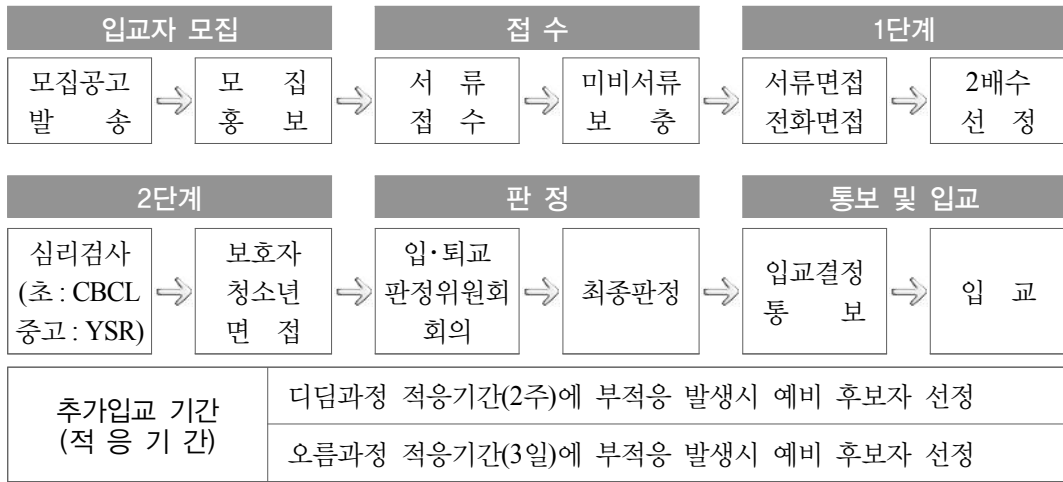 입교자 모집
접 수
1단계
모집공고
발 송
모 집
홍 보
서 류
접 수
미비서류
보 충
서류면접
전화면접
2배수
선 정
2단계
판 정
통보 및 입교
심리검사
(초 : CBCL
중고 : YSR)
보호자
청소년
면 접
입·퇴교
판정위원회
회의
최종판정
입교결정
통 보
입 교
추가입교 기간
(적 응 기 간)
디딤과정 적응기간(2주)에 부적응 발생시 예비 후보자 선정
오름과정 적응기간(3일)에 부적응 발생시 예비 후보자 선정